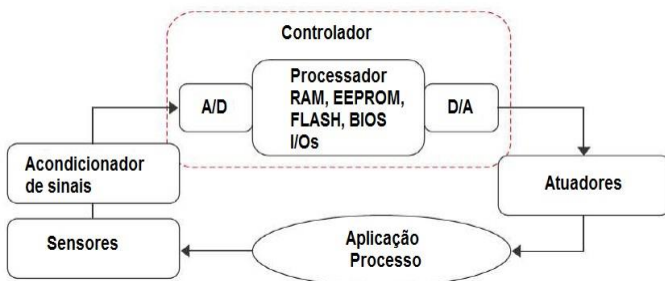 Controlador
A/D
Processador
RAM, EEPROM,
FLASH, BIOS
I/Os
D/A
Acondicionador
de sinais
Atuadores
Sensores
Aplicação
Processo